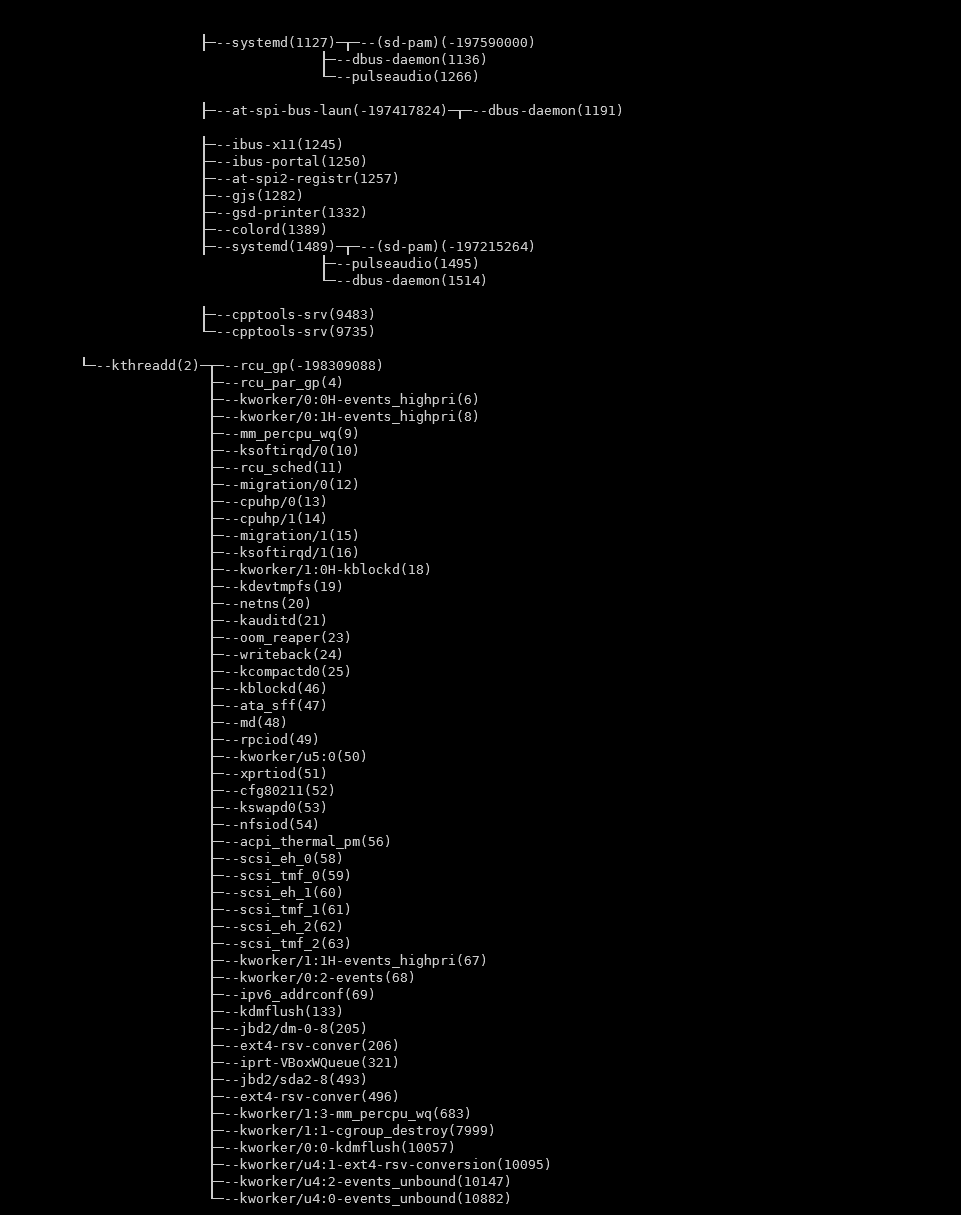 ├─--systemd(1127)─┬─--(sd-pam)(-197590000)
├─--dbus-daemon(1136)
└─--pulseaudio(1266)
├─--at-spi-bus-laun(-197417824)─┬─--dbus-daemon(1191)
├─--ibus-x11(1245)
├─--ibus-portal(1250)
├─--at-spi2-registr(1257)
├─--gjs(1282)
├─--gsd-printer(1332)
├─--colord(1389)
├─--systemd(1489)─┬─--(sd-pam)(-197215264)
├─--pulseaudio(1495)
└─--dbus-daemon(1514)
├─--cpptools-srv(9483)
└─--cpptools-srv(9735)
└─--kthreadd(2)─┬─--rcu_gp(-198309088)
├─--rcu_par_gp(4)
├─--kworker/0:0H-events_highpri(6)
├─--kworker/0:1H-events_highpri(8)
├─--mm_percpu_wq(9)
├─--ksoftirqd/0(10)
├─--rcu_sched(11)
├─--migration/0(12)
├─--cpuhp/0(13)
├─--cpuhp/1(14)
├─--migration/1(15)
├─--ksoftirqd/1(16)
├─--kworker/1:0H-kblockd(18)
├─--kdevtmpfs(19)
├─--netns(20)
├─--kauditd(21)
├─--oom_reaper(23)
├─--writeback(24)
├─--kcompactd0(25)
├─--kblockd(46)
├─--ata_sff(47)
├─--md(48)
├─--rpciod(49)
├─--kworker/u5:0(50)
├─--xprtiod(51)
├─--cfg80211(52)
├─--kswapd0(53)
├─--nfsiod(54)
├─--acpi_thermal_pm(56)
├─--scsi_eh_0(58)
├─--scsi_tmf_0(59)
├─--scsi_eh_1(60)
├─--scsi_tmf_1(61)
├─--scsi_eh_2(62)
├─--scsi_tmf_2(63)
├─--kworker/1:1H-events_highpri(67)
├─--kworker/0:2-events(68)
├─--ipv6_addrconf(69)
├─--kdmflush(133)
├─--jbd2/dm-0-8(205)
├─--ext4-rsv-conver(206)
├─--iprt-VBoxWQueue(321)
├─--jbd2/sda2-8(493)
├─--ext4-rsv-conver(496)
├─--kworker/1:3-mm_percpu_wq(683)
├─--kworker/1:1-cgroup_destroy(7999)
├─--kworker/0:0-kdmflush(10057)
├─--kworker/u4:1-ext4-rsv-conversion(10095)
├─--kworker/u4:2-events_unbound(10147)
└─--kworker/u4:0-events_unbound(10882)